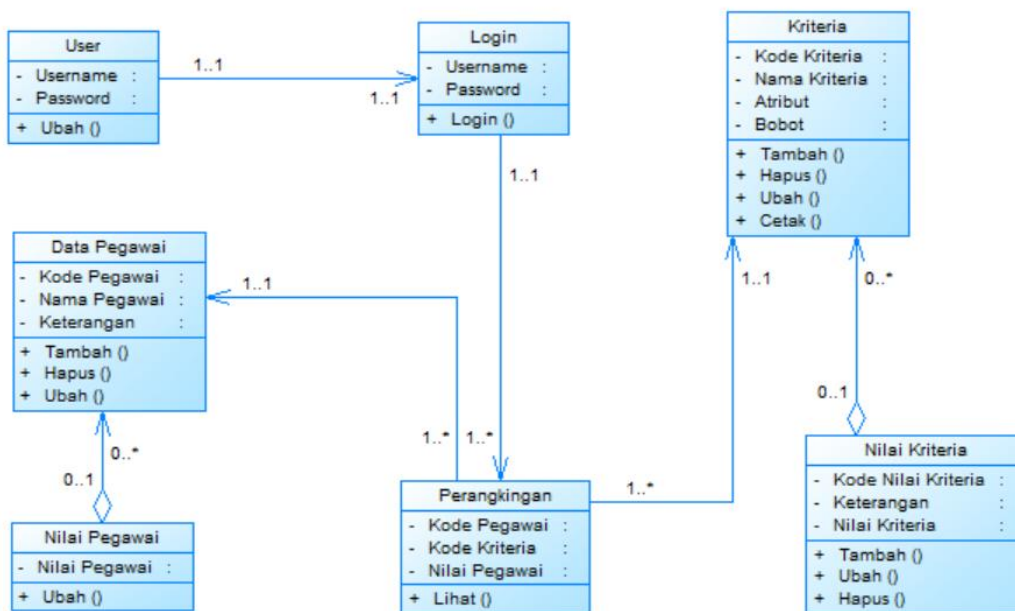 User
- Username :
- Password :
+ Ubah ()
1..1
1..1
Login
- Username :
- Password :
+ Login ()
1..1
1..*
Kriteria
- Kode Kriteria :
- Nama Kriteria :
- Atribut :
- Bobot :
+ Tambah ()
+ Hapus ()
+ Ubah ()
+ Cetak ()
Data Pegawai
- Kode Pegawai :
- Nama Pegawai :
- Keterangan :
+ Tambah ()
+ Hapus ()
+ Ubah ()
1..1
1..*
1..1
1..*
0..*
0..1
0..*
0..1
Nilai Pegawai
- Nilai Pegawai :
+ Ubah ()
Perangkingan
- Kode Pegawai :
- Kode Kriteria :
- Nilai Pegawai :
+ Lihat ()
Nilai Kriteria
- Kode Nilai Kriteria :
- Keterangan :
- Nilai Kriteria :
+ Tambah ()
+ Ubah ()
+ Hapus ()